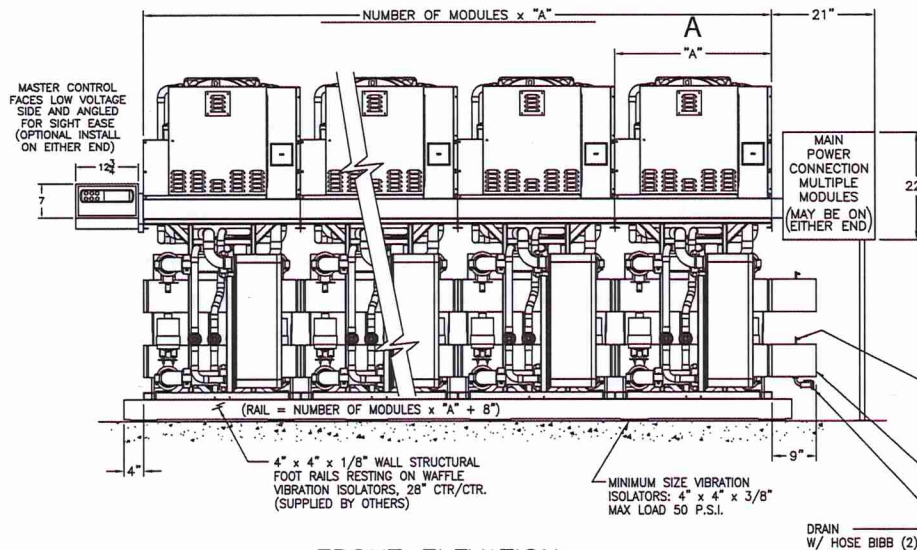 NUMBER OF MODULES x "A"
21"
A
"A"
MASTER CONTROL
FACES LOW VOLTAGE
SIDE AND ANGLED
FOR SIGHT EASE
(OPTIONAL INSTALL
ON EITHER END)
12 3/4
7
MAIN
POWER
CONNECTION
MULTIPLE
MODULES
(MAY BE ON
EITHER END)
22
(RAIL = NUMBER OF MODULES x "A" + 8")
4"
4" x 4" x 1/8" WALL STRUCTURAL
FOOT RAILS RESTING ON WAFFLE
VIBRATION ISOLATORS, 28" CTR/CTR.
(SUPPLIED BY OTHERS)
MINIMUM SIZE VIBRATION
ISOLATORS: 4" x 4" x 3/8"
MAX LOAD 50 P.S.I.
9"
DRAIN
W/ HOSE BIBB (2)
FRONT ELEVATION